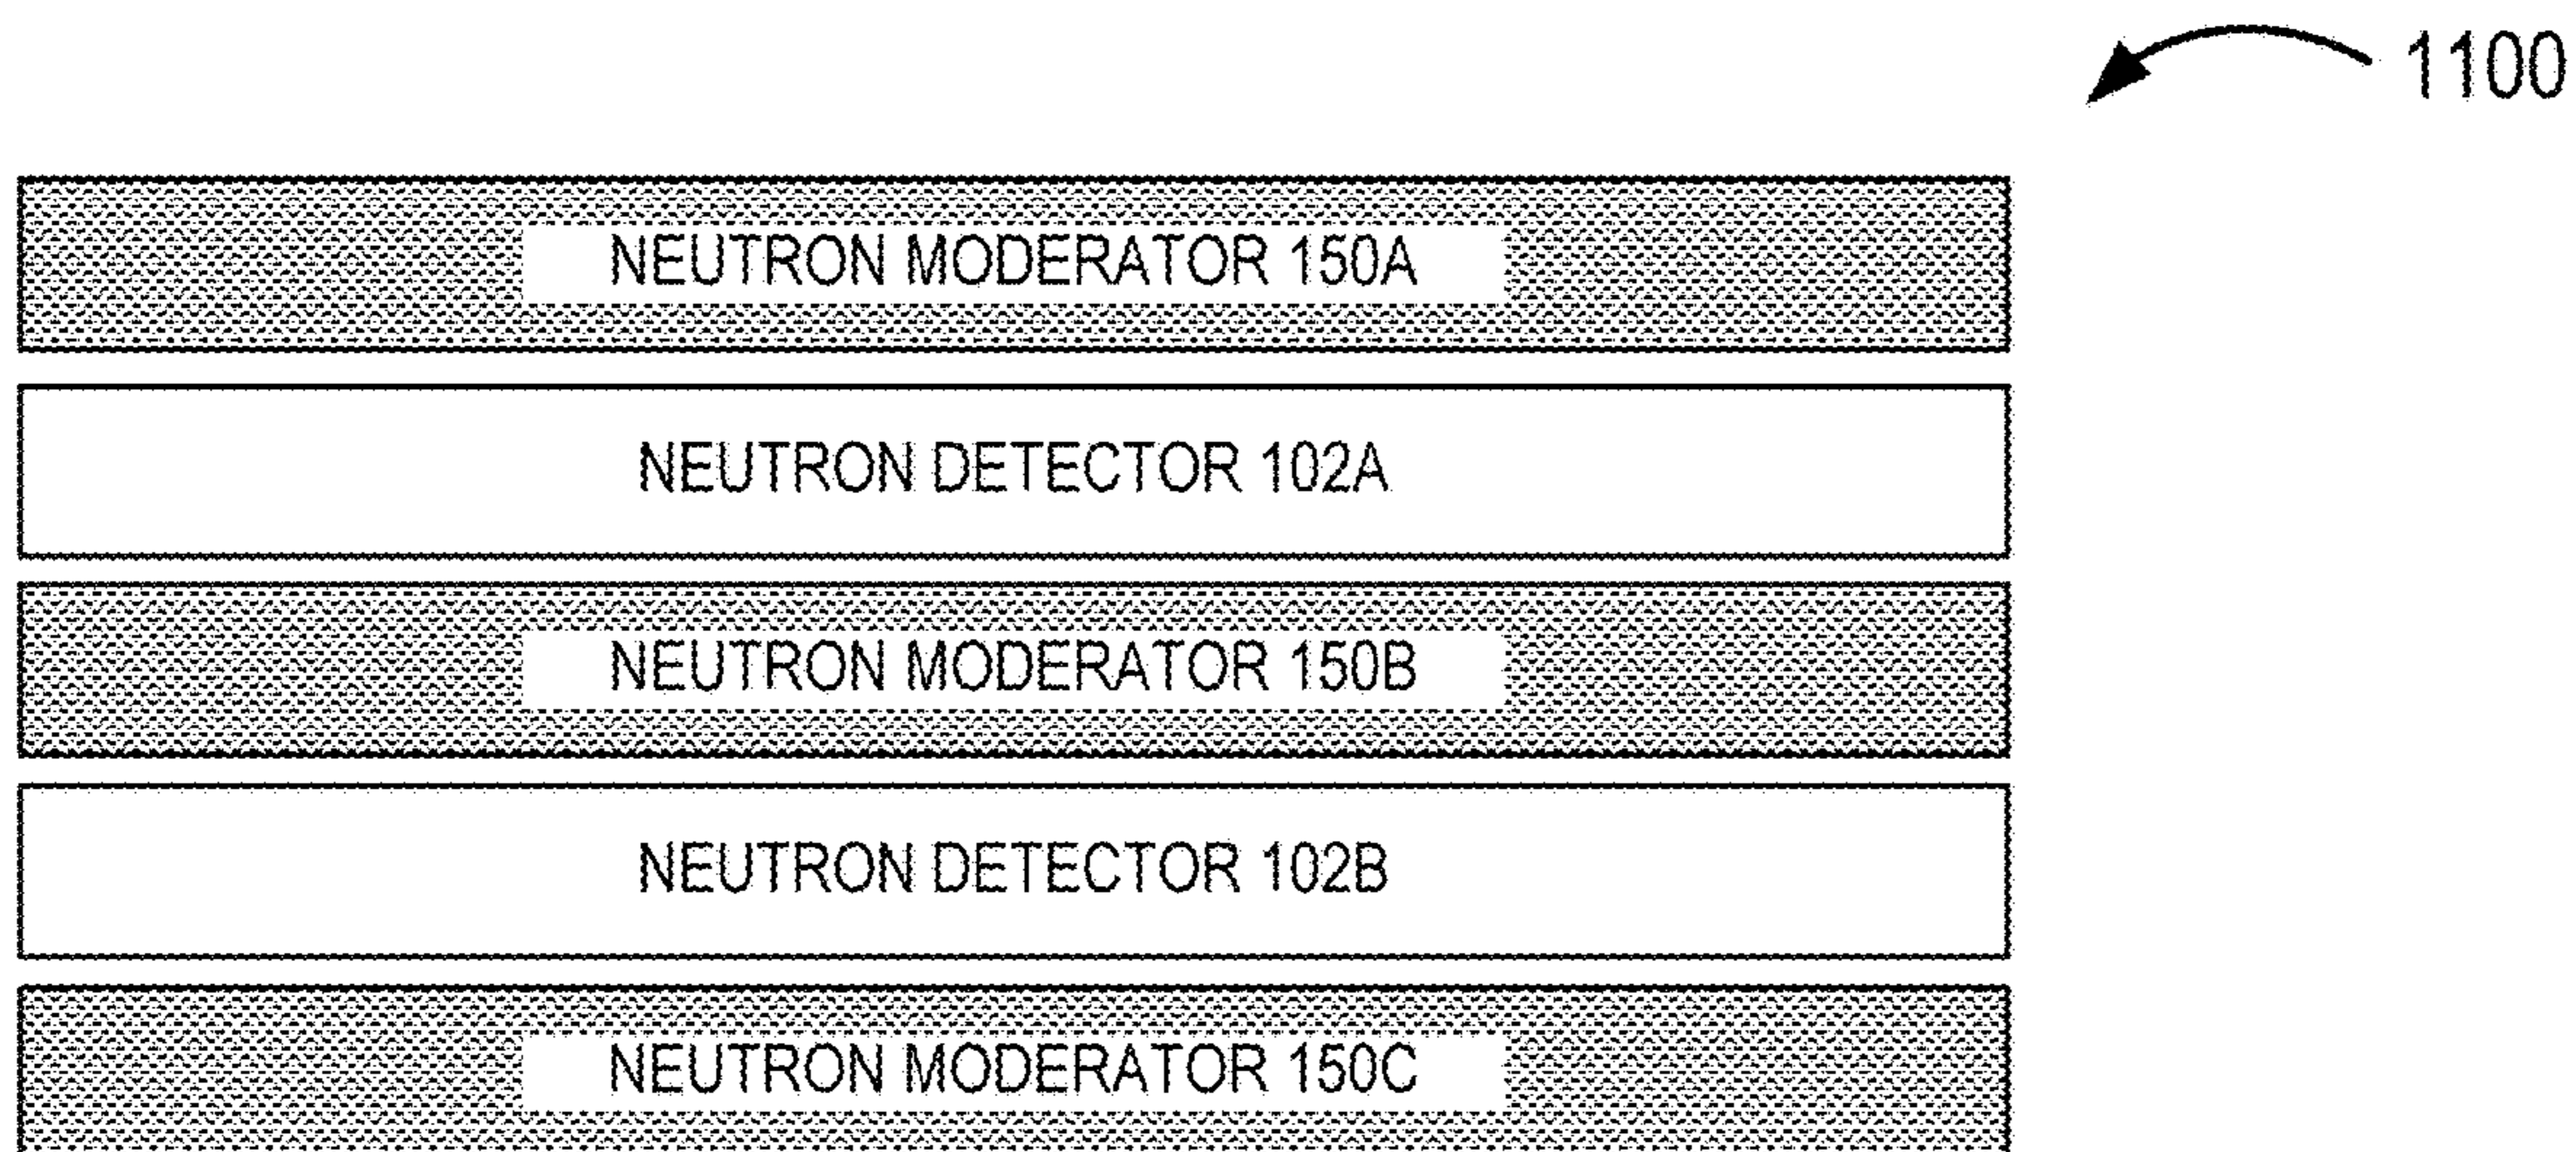 1100
NEUTRON MODERATOR 150A
NEUTRON DETECTOR 102A
NEUTRON MODERATOR 150B
NEUTRON DETECTOR 102B
NEUTRON MODERATOR 150C